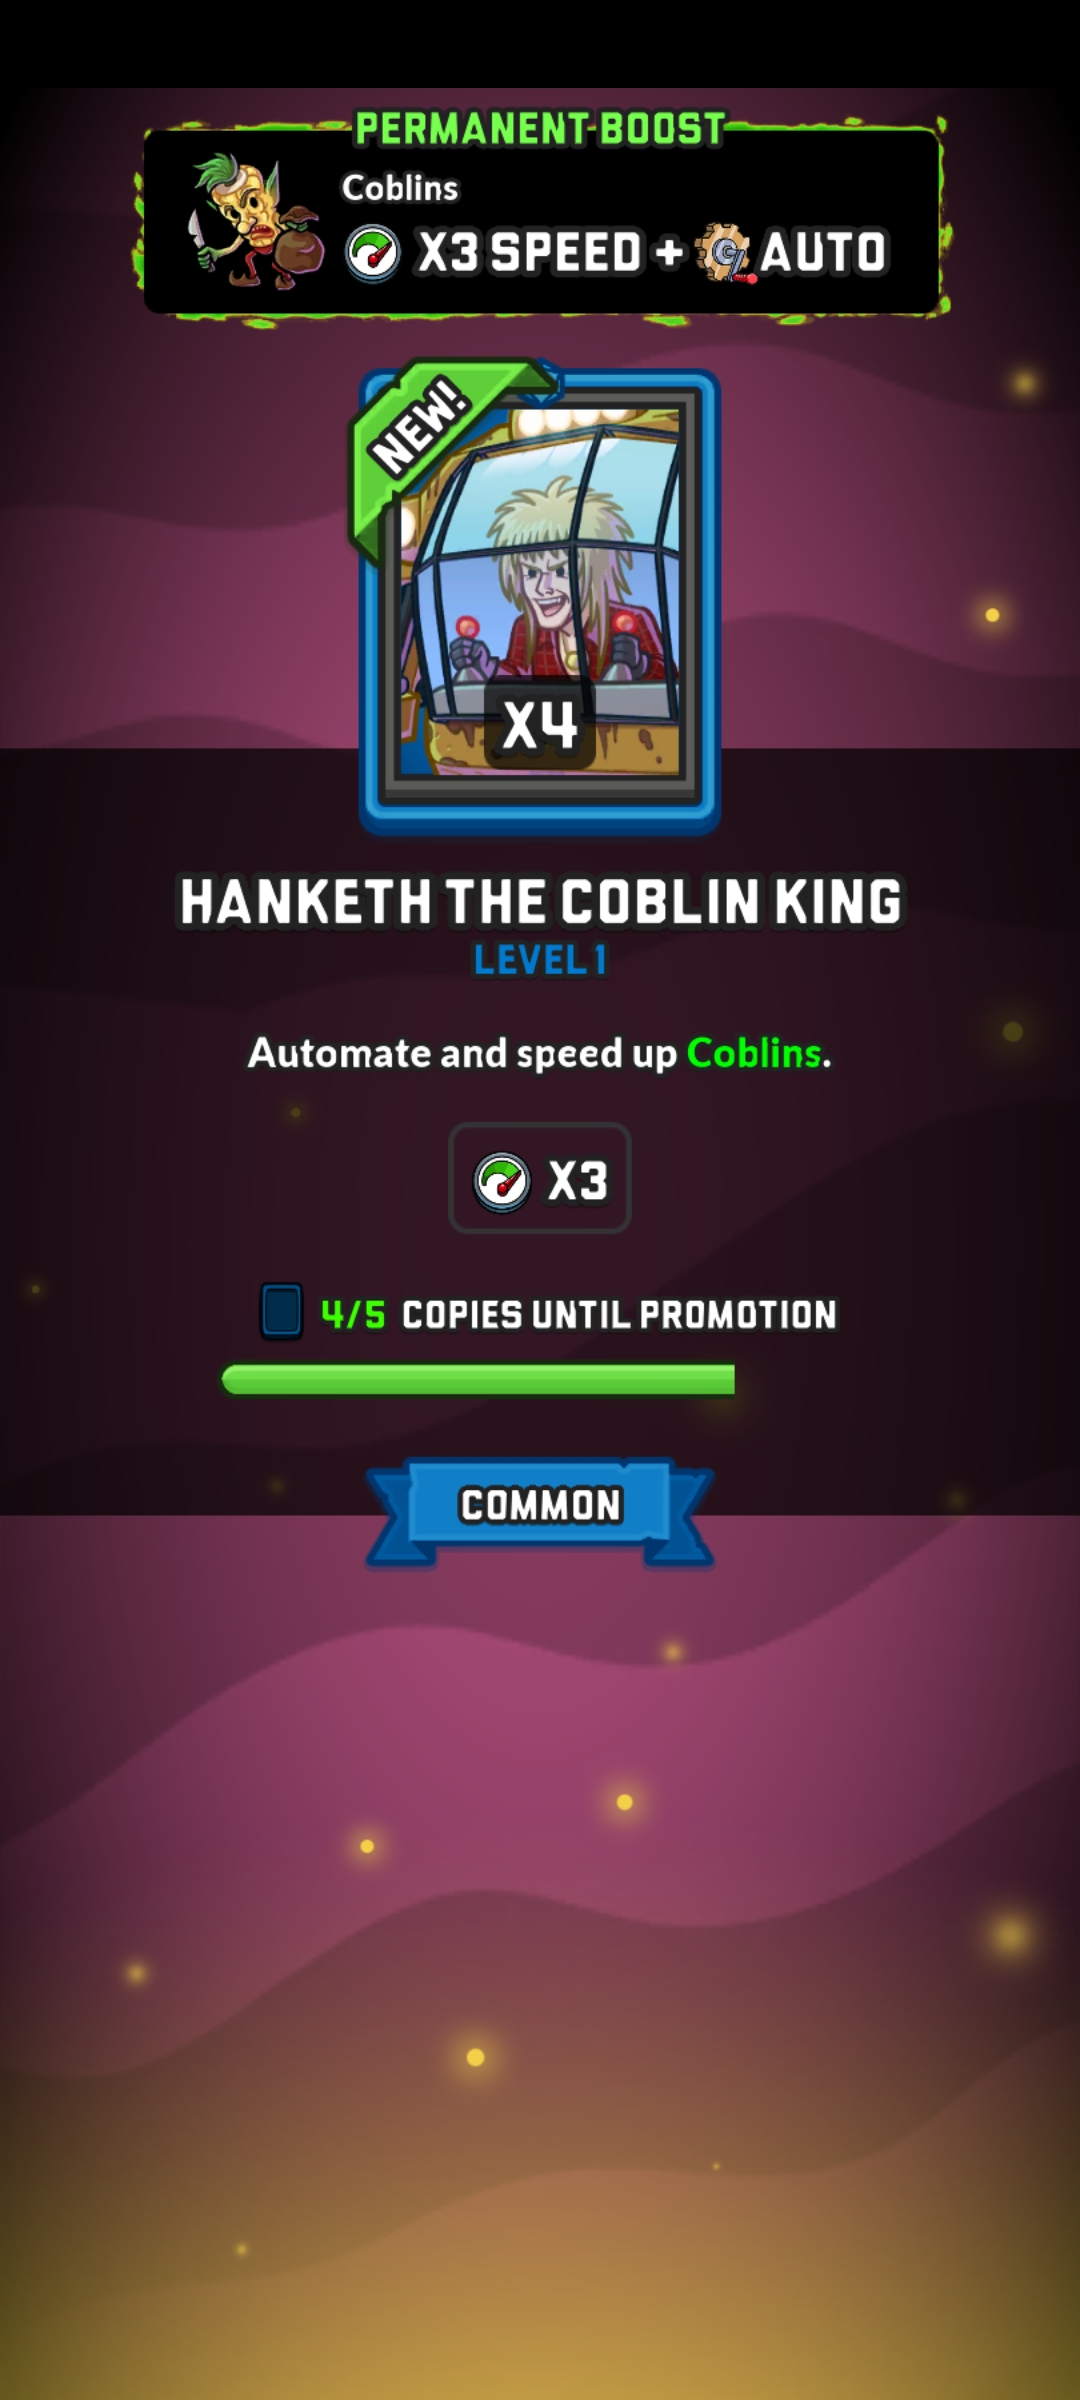 PERMANENT BOOST
Coblins
X3 SPEED + AUTO
NEW!
X4
HANKETH THE COBLIN KING
LEVEL 1
Automate and speed up Coblins.
X3
4/5 COPIES UNTIL PROMOTION
COMMON